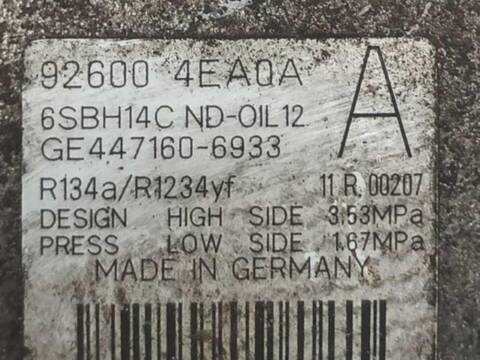 92600 4EA0A A
6SBH14C ND-OIL12
GE447160-6933
R134a/R1234yf 11 R 00207
DESIGN HIGH SIDE 3.53MPa
PRESS LOW SIDE 1.67MPa
MADE IN GERMANY